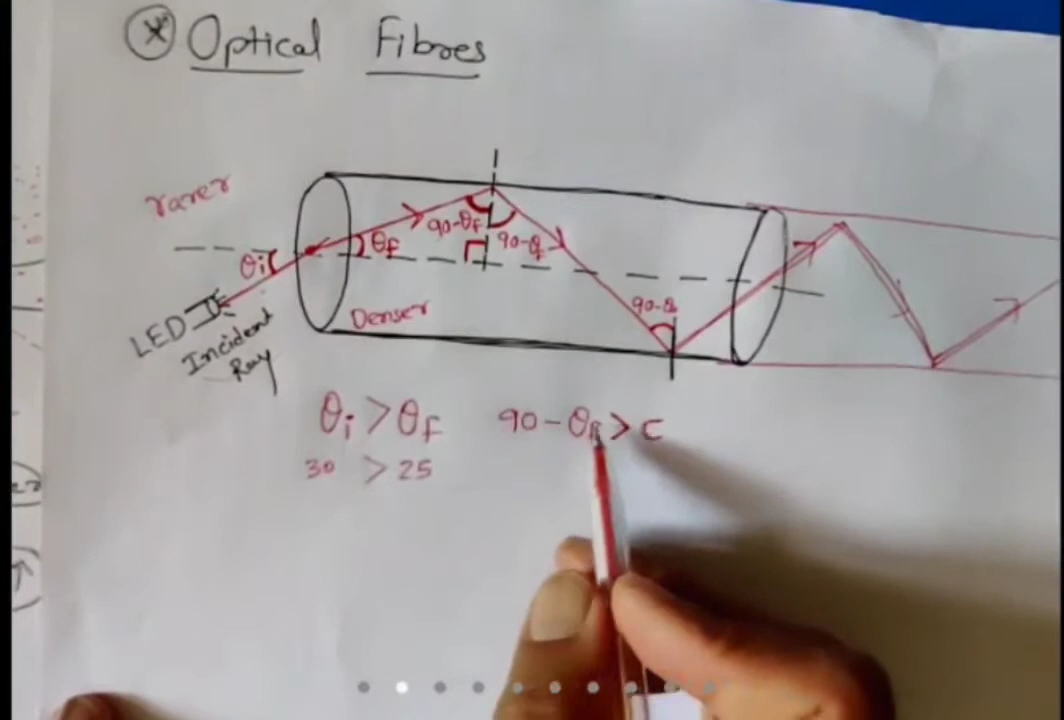 * Optical Fibres
rarer
90-θf
θf
90-θf
θi
LED
Incident
Ray
Denser
90-θ
θi > θf
90-θf > c
30 > 25